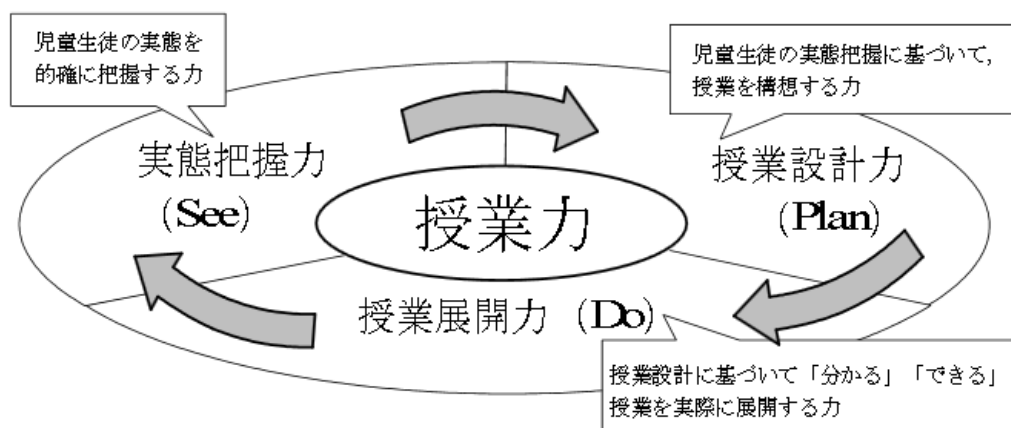 児童生徒の実態を
的確に把握する力
児童生徒の実態把握に基づいて,
授業を構想する力
実態把握力
(See)
授業設計力
(Plan)
授業力
授業展開力 (Do)
授業設計に基づいて「分かる」「できる」
授業を実際に展開する力